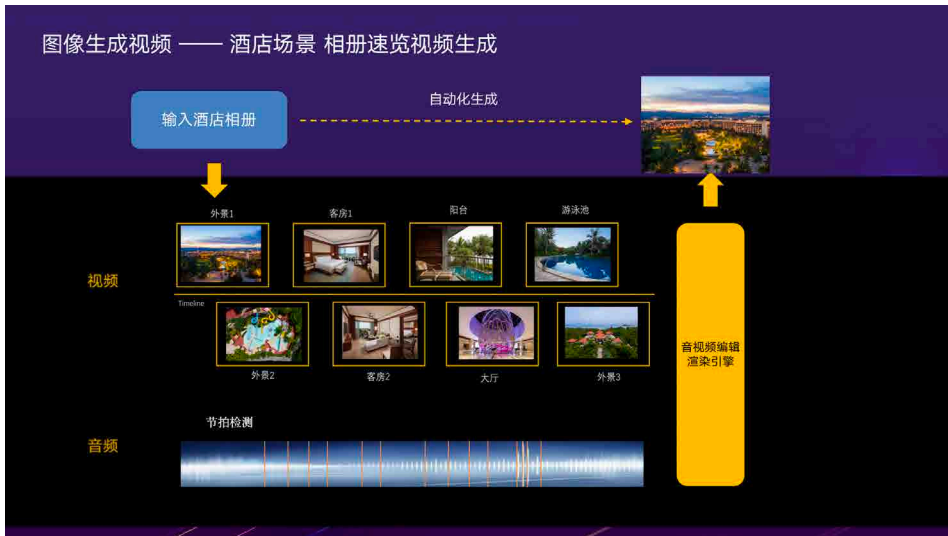 图像生成视频 —— 酒店场景 相册速览视频生成
输入酒店相册
自动化生成
外景1
客房1
阳台
游泳池
视频
Timeline
外景2
客房2
大厅
外景3
音视频编辑
渲染引擎
节拍检测
音频